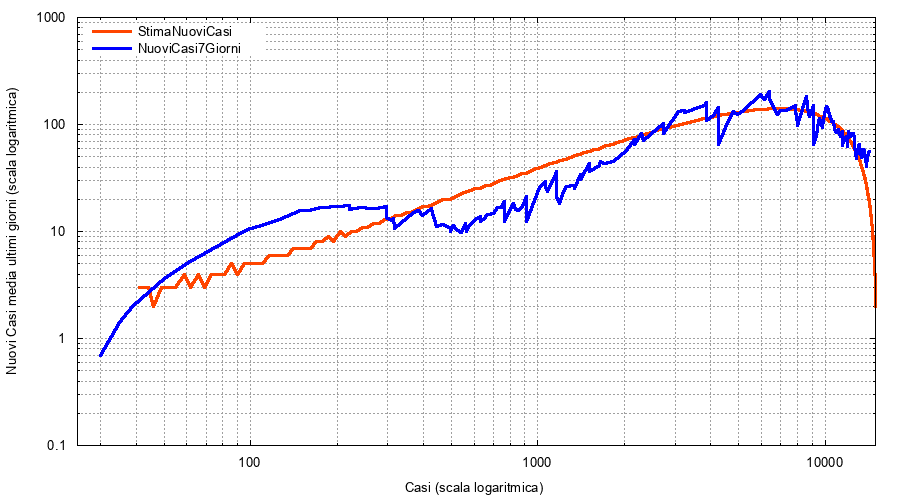 1000
StimaNuoviCasi
NuoviCasi7Giorni
100
10
1
0.1
Nuovi Casi media ultimi giorni (scala logaritmica)
100
1000
10000
Casi (scala logaritmica)